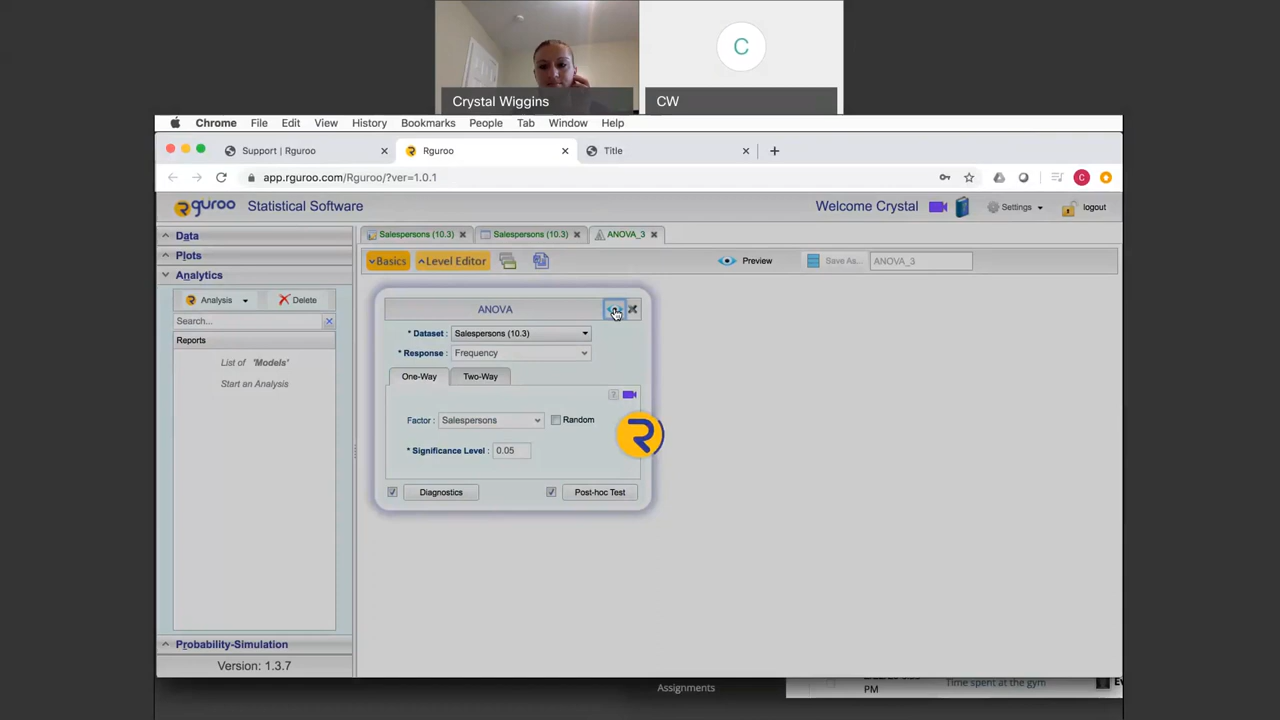 C
Crystal Wiggins
CW
Chrome File Edit View History Bookmarks People Tab Window Help
Support | Rguroo
Rguroo
Title
app.rguroo.com/Rguroo/?ver=1.0.1
C
Rguroo Statistical Software
Welcome Crystal
Settings
logout
Data
Salespersons (10.3)
Salespersons (10.3)
ANOVA_3
Plots
Basics
Level Editor
Preview
Save As..
ANOVA_3
Analytics
Analysis
Delete
Search...
Reports
List of "Models"
Start an Analysis
ANOVA
* Dataset :
Salespersons (10.3)
* Response :
Frequency
One-Way
Two-Way
?
Factor :
Salespersons
Random
R
* Significance Level :
0.05
Diagnostics
Post-hoc Test
Probability-Simulation
Version: 1.3.7
Assignments
PM
Time spent at the gym